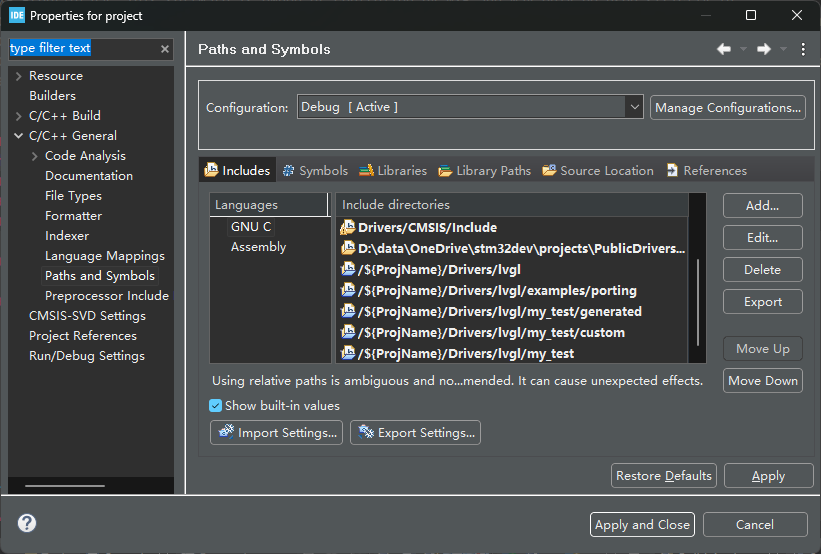 IDE Properties for project
type filter text
Resource
Builders
C/C++ Build
C/C++ General
Code Analysis
Documentation
File Types
Formatter
Indexer
Language Mappings
Paths and Symbols
Preprocessor Include
CMSIS-SVD Settings
Project References
Run/Debug Settings
Paths and Symbols
Configuration: Debug [ Active ] Manage Configurations...
Includes Symbols Libraries Library Paths Source Location References
Languages
GNU C
Assembly
Include directories
Drivers/CMSIS/Include
D:\data\OneDrive\stm32dev\projects\PublicDrivers...
/${ProjName}/Drivers/lvgl
/${ProjName}/Drivers/lvgl/examples/porting
/${ProjName}/Drivers/lvgl/my_test/generated
/${ProjName}/Drivers/lvgl/my_test/custom
/${ProjName}/Drivers/lvgl/my_test
Add...
Edit...
Delete
Export
Move Up
Move Down
Using relative paths is ambiguous and no...mended. It can cause unexpected effects.
Show built-in values
Import Settings... Export Settings...
Restore Defaults Apply
? Apply and Close Cancel